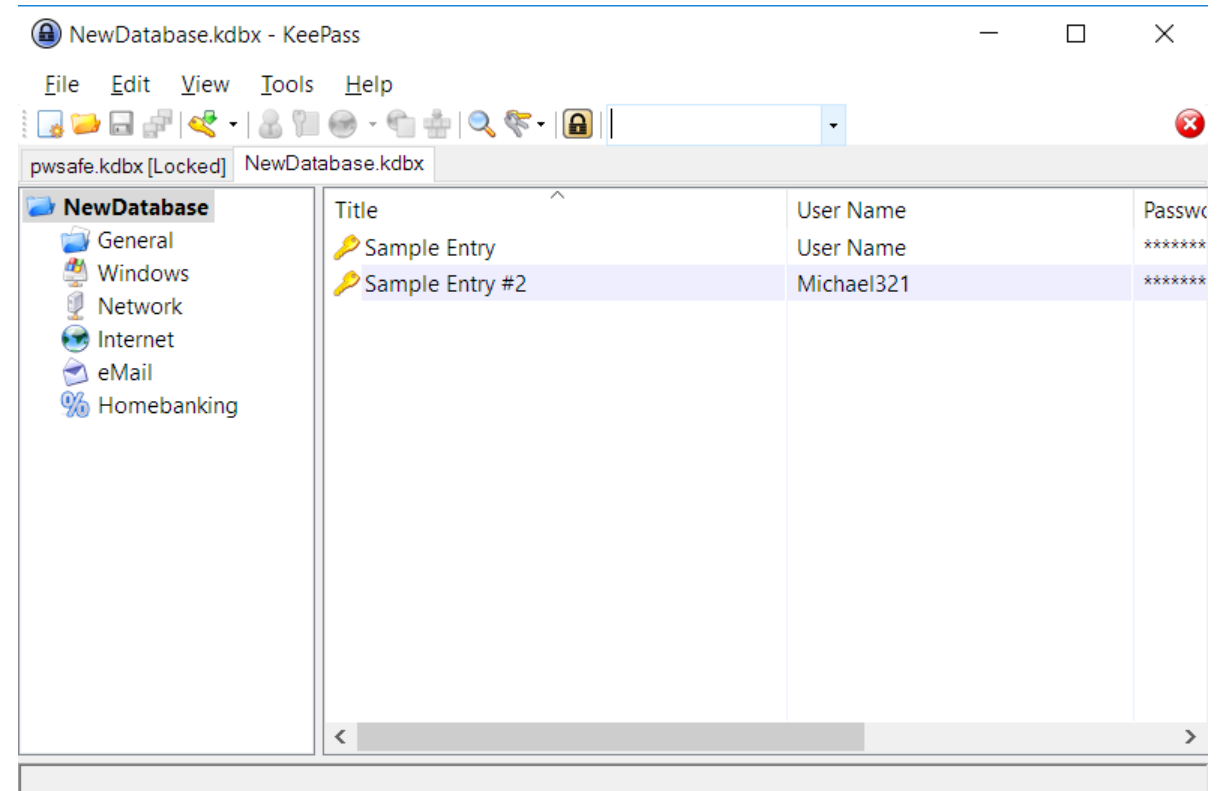 NewDatabase.kdbx - KeePass
File Edit View Tools Help
pwsafe.kdbx [Locked] NewDatabase.kdbx
NewDatabase
General
Windows
Network
Internet
eMail
Homebanking
Title User Name Passwo
Sample Entry User Name *******
Sample Entry #2 Michael321 *******